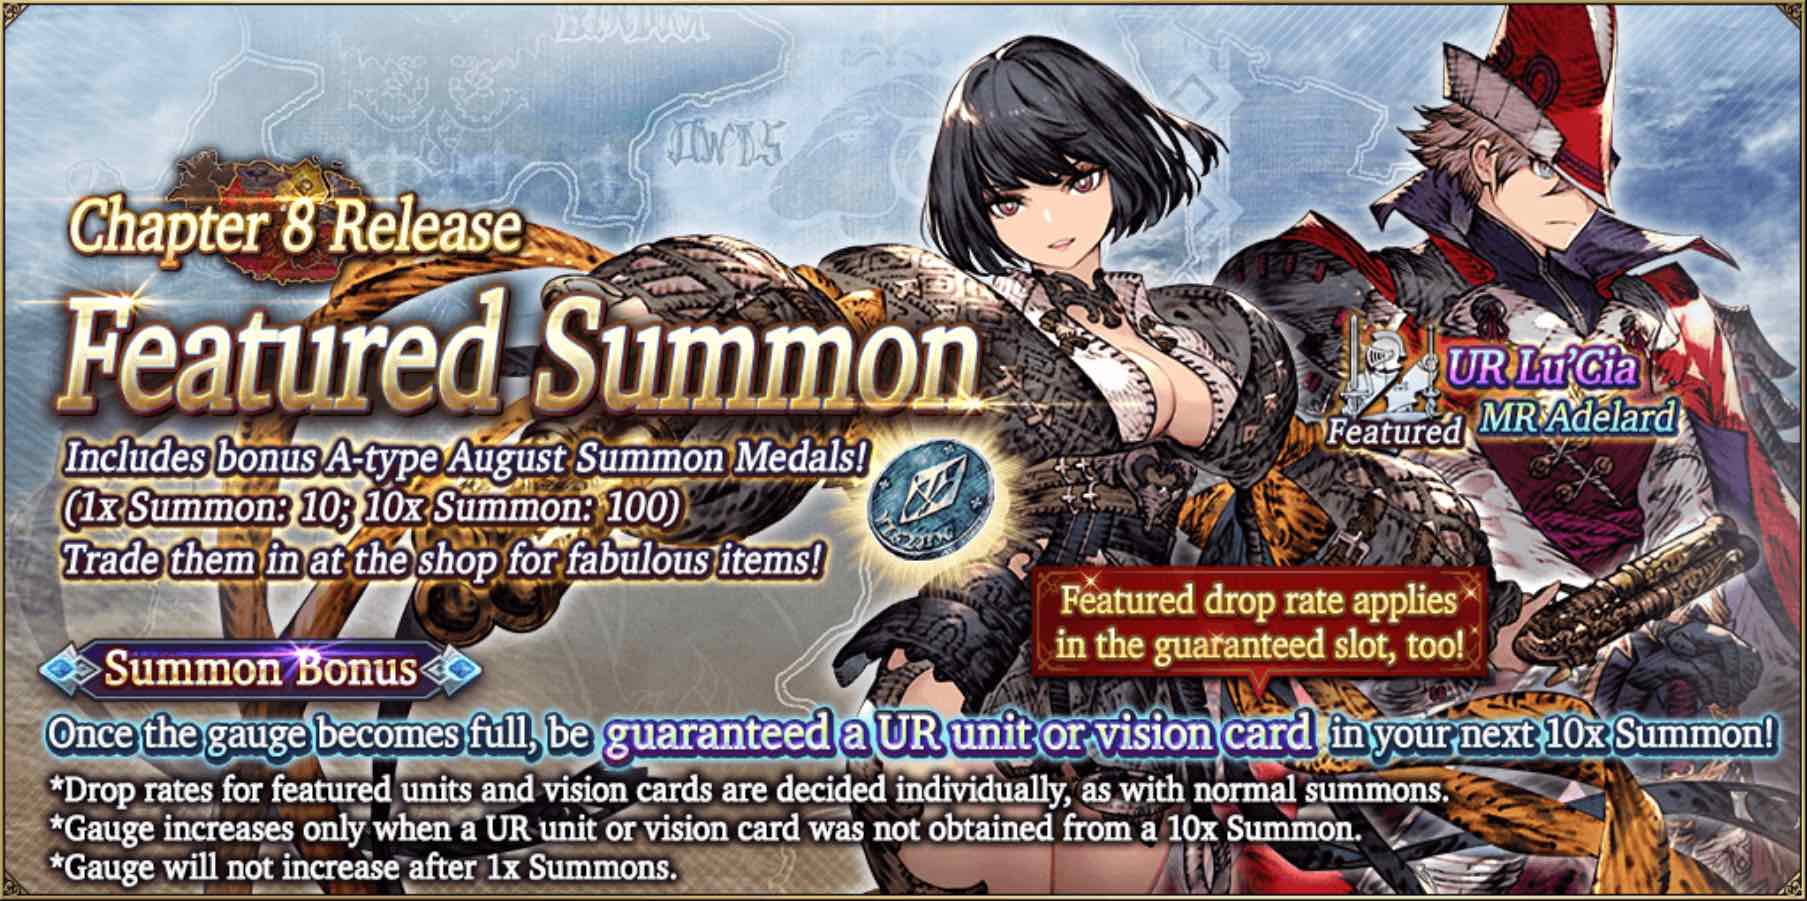 Chapter 8 Release
Featured Summon
Includes bonus A-type August Summon Medals!
(1x Summon: 10; 10x Summon: 100)
Trade them in at the shop for fabulous items!
Featured
UR Lu'Cia
MR Adelard
Featured drop rate applies
in the guaranteed slot, too!
Summon Bonus
Once the gauge becomes full, be guaranteed a UR unit or vision card in your next 10x Summon!
*Drop rates for featured units and vision cards are decided individually, as with normal summons.
*Gauge increases only when a UR unit or vision card was not obtained from a 10x Summon.
*Gauge will not increase after 1x Summons.